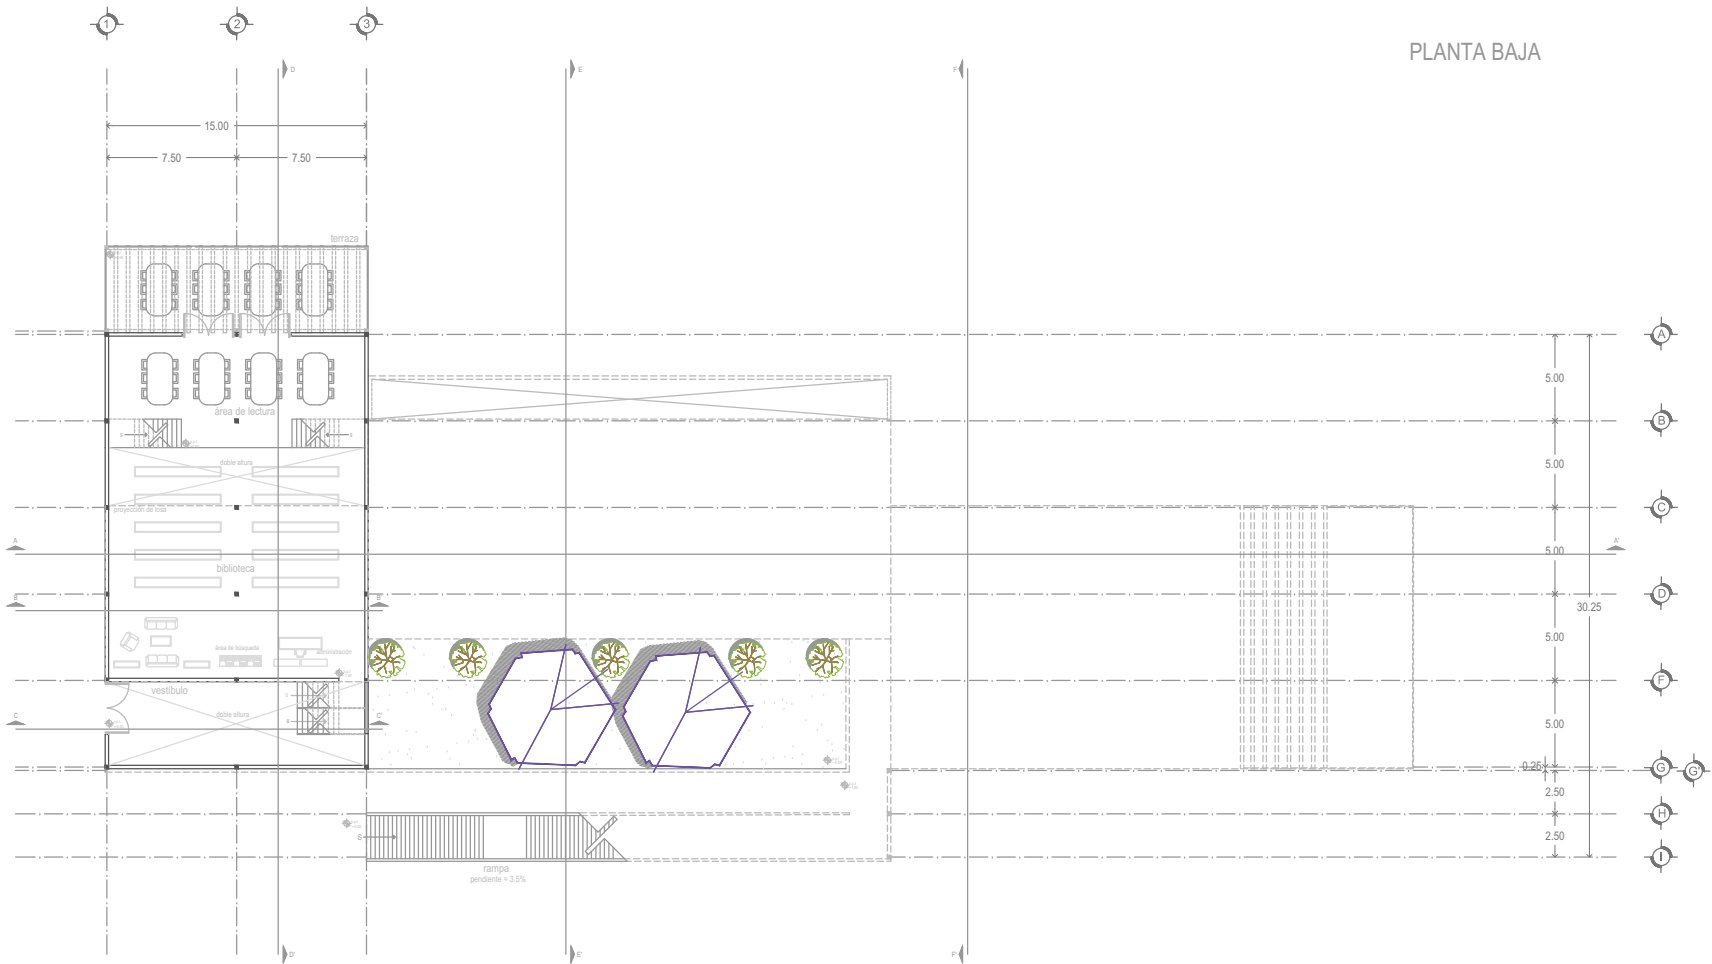 1
2
3
PLANTA BAJA
D
E
F
15.00
7.50
7.50
terraza
A
5.00
área de lectura
B
S
S
5.00
doble altura
proyección de losa
C
A
5.00
A'
biblioteca
D
B
B'
30.25
5.00
área de búsqueda
F
vestíbulo
doble altura
S
B
C
C'
5.00
0.25
G
G'
2.50
H
S
2.50
I
rampa
pendiente = 3.5%
D'
E'
F'